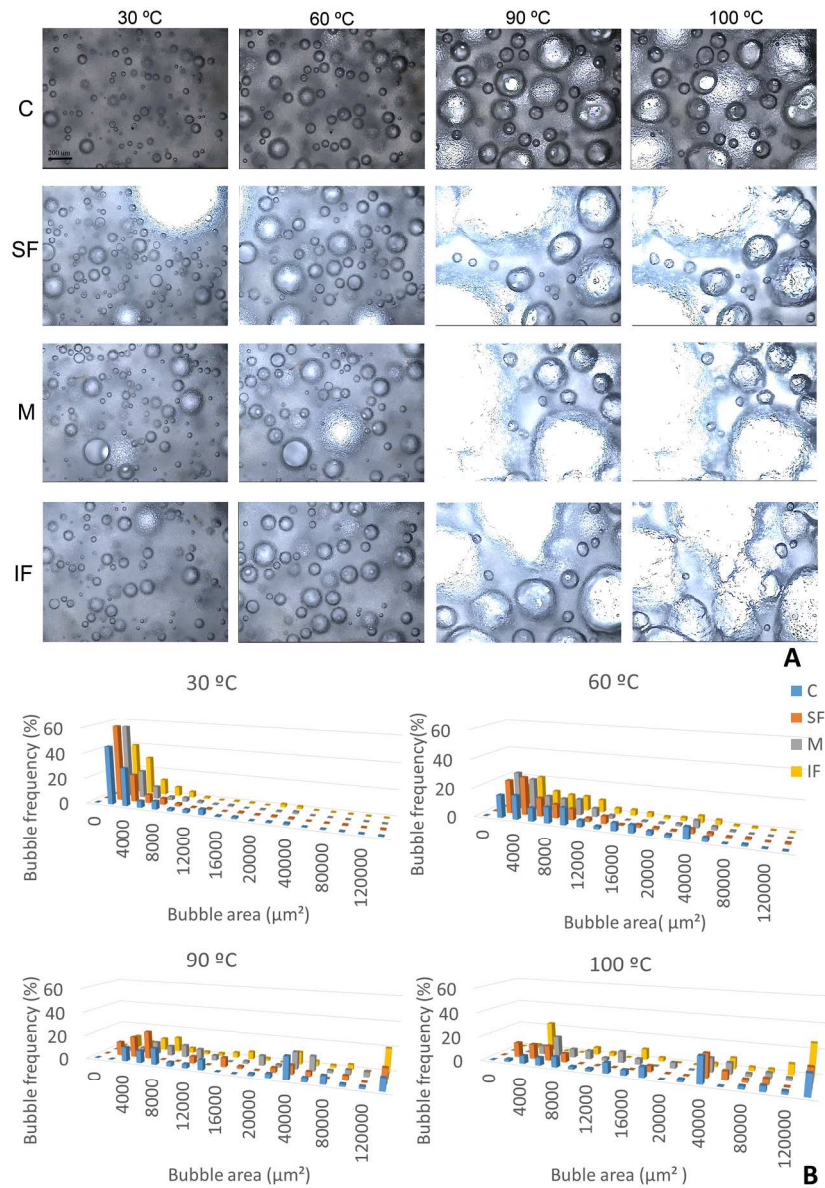 30 ºC 60 ºC 90 ºC 100 ºC
C
200 um
SF
M
IF
A
30 ºC
Bubble frequency (%)
60
40
20
0
0 4000 8000 12000 16000 20000 40000 80000 120000
Bubble area (µm²)
60 ºC
Bubble frequency(%)
60
40
20
0
0 4000 8000 12000 16000 20000 40000 80000 120000
Bubble area( µm²)
C
SF
M
IF
90 ºC
Bubble frequency (%)
60
40
20
0
0 4000 8000 12000 16000 20000 40000 80000 120000
Bubble area (µm²)
100 ºC
Bubble frequency (%)
60
40
20
0
0 4000 8000 12000 16000 20000 40000 80000 120000
Bubble area (µm² )
B